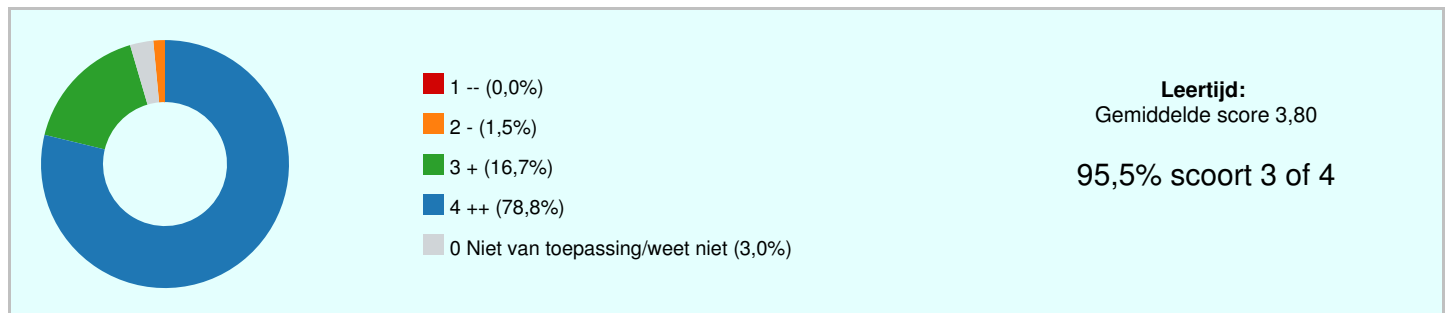 1 -- (0,0%)
2 - (1,5%)
3 + (16,7%)
4 ++ (78,8%)
0 Niet van toepassing/weet niet (3,0%)
Leertijd:
Gemiddelde score 3,80
95,5% scoort 3 of 4